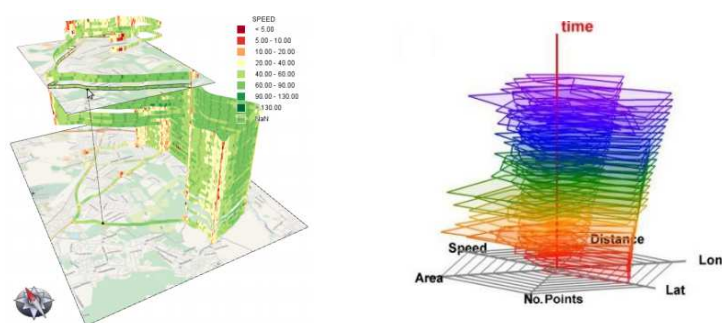 SPEED
< 5.00
5.00 - 10.00
10.00 - 20.00
20.00 - 40.00
40.00 - 60.00
60.00 - 90.00
90.00 - 130.00
> 130.00
NaN
time
Speed
Distance
Lon
Area
Lat
No.Points